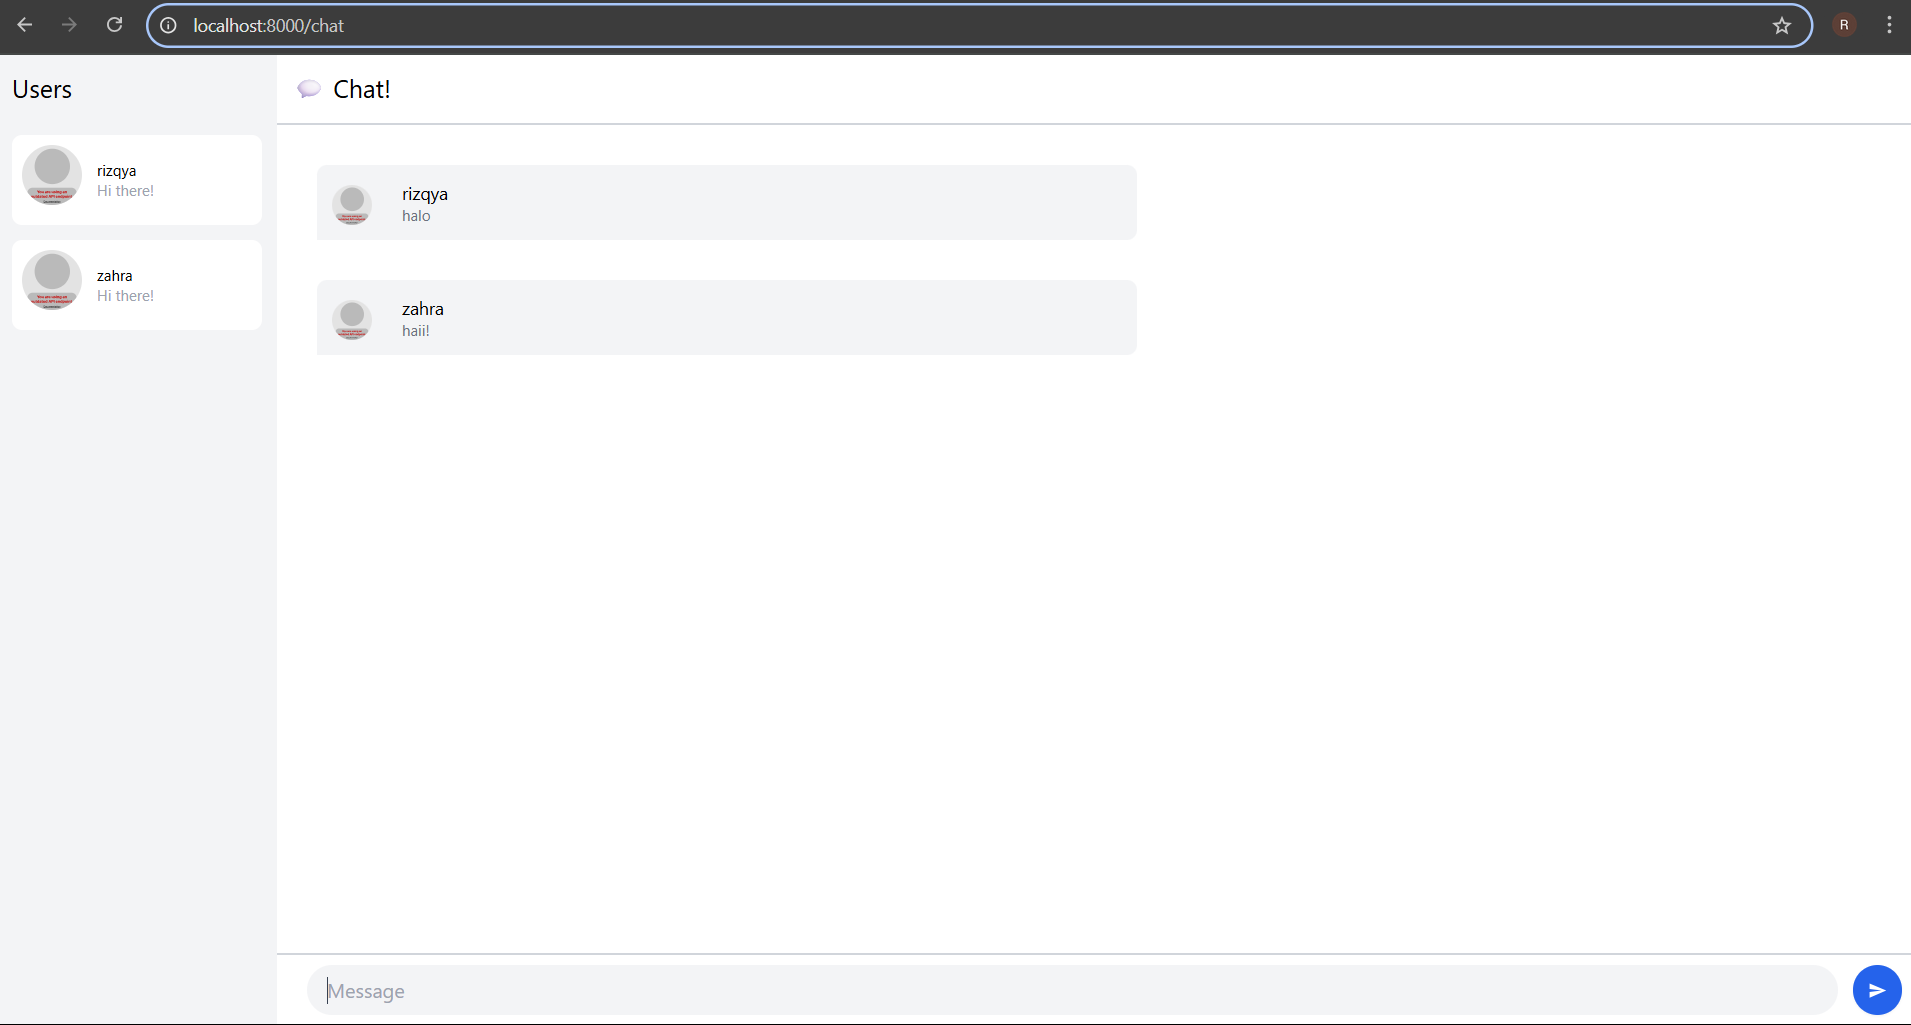 localhost:8000/chat
R
Users
Chat!
rizqya
Hi there!
zahra
Hi there!
rizqya
halo
zahra
haii!
Message